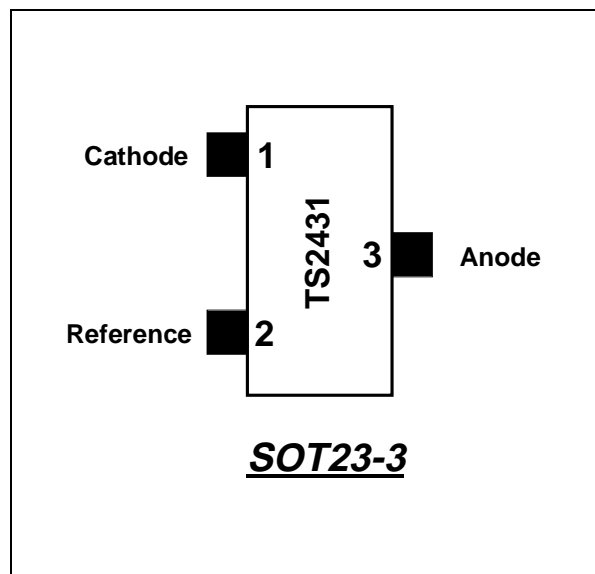 Cathode
1
TS2431
3
Anode
Reference
2
SOT23-3